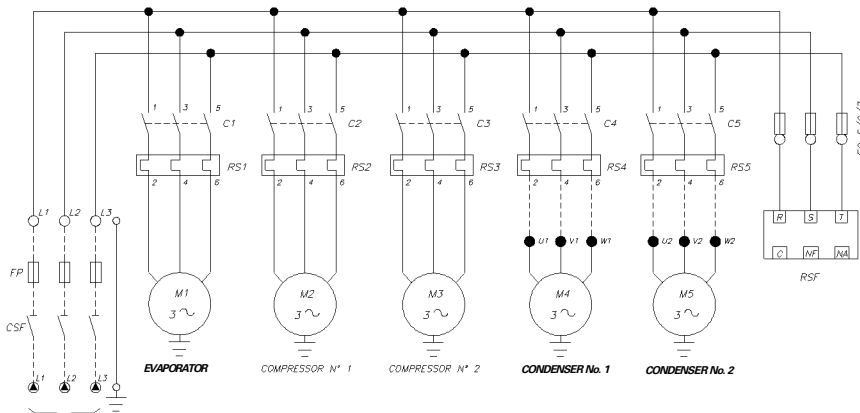 1 3 5 C1
1 3 5 C2
1 3 5 C3
1 3 5 C4
1 3 5 C5
RS1
RS2
RS3
RS4
RS5
2 4 6
2 4 6
2 4 6
2 4 6
2 4 6
L1 L2 L3
U1 V1 W1
U2 V2 W2
R S T
C NF NA
RSF
FP
CSF
M1
3
M2
3
M3
3
M4
3
M5
3
EVAPORATOR
COMPRESSOR N° 1
COMPRESSOR N° 2
CONDENSER No. 1
CONDENSER No. 2
L1 L2 L3